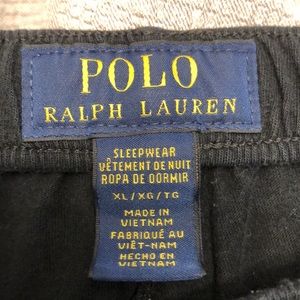 POLO
RALPH LAUREN
SLEEPWEAR
VÊTEMENT DE NUIT
ROPA DE DORMIR
XL/XG/TG
MADE IN
VIETNAM
FABRIQUÉ AU
VIÊT-NAM
HECHO EN
VIETNAM